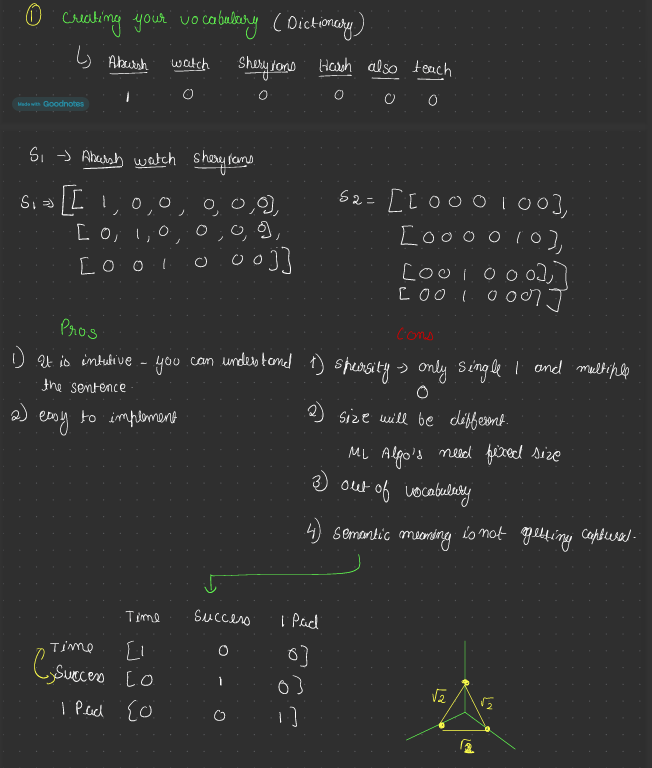 ① Creating your vocabulary (Dictionary)
↳ Akarsh watch Sheryians Harsh also teach
1 0 0 0 0 0
Made with Goodnotes
S1 → Akarsh watch Sheryians
S1 ⇒ [[ 1, 0, 0, 0, 0, 0],
[ 0, 1, 0, 0, 0, 0],
[ 0 0 1 0 0 0]]
S2 = [[ 0 0 0 1 0 0],
[0 0 0 0 1 0],
[0 0 1 0 0 0],]
[ 0 0 1 0 0 0]]
Pros
1) It is intutive - you can understand
the sentence.
2) easy to implement
Cons
1) Sparsity → only single 1 and multiple
0
2) Size will be different.
ML Algo's need fixed size
3) out of vocabulary
4) semantic meaning is not getting captured.
Time Success I Pad
Time [1 0 0]
Success [0 1 0]
I Pad [0 0 1]
√2 √2
√2